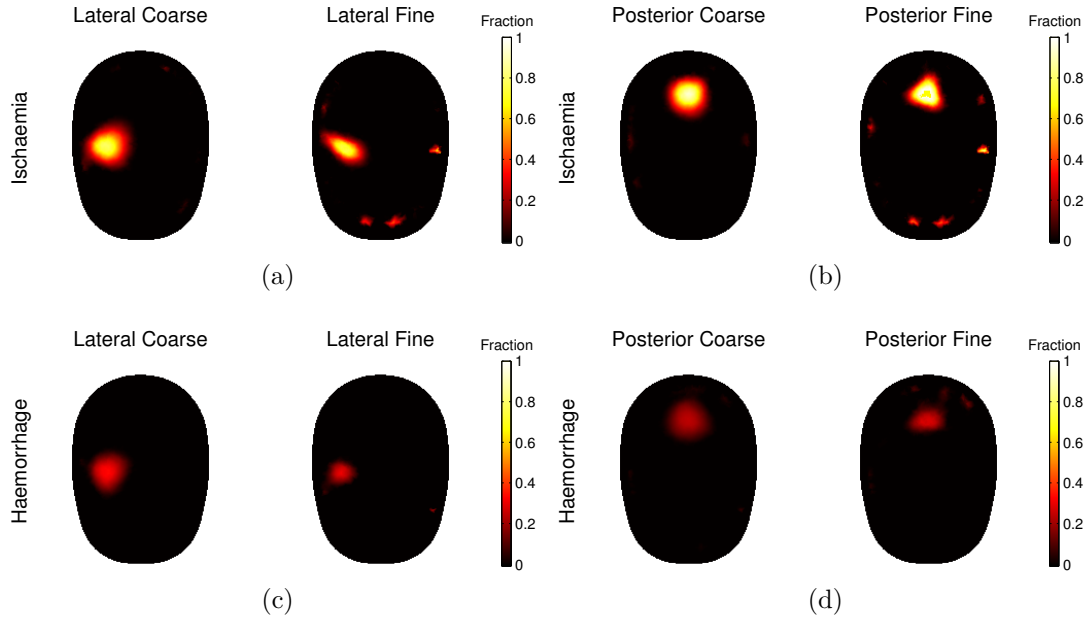 Lateral Coarse
Lateral Fine
Fraction
Ischaemia
1
0.8
0.6
0.4
0.2
0
(a)
Posterior Coarse
Posterior Fine
Fraction
Ischaemia
1
0.8
0.6
0.4
0.2
0
(b)
Lateral Coarse
Lateral Fine
Fraction
Haemorrhage
1
0.8
0.6
0.4
0.2
0
(c)
Posterior Coarse
Posterior Fine
Fraction
Haemorrhage
1
0.8
0.6
0.4
0.2
0
(d)